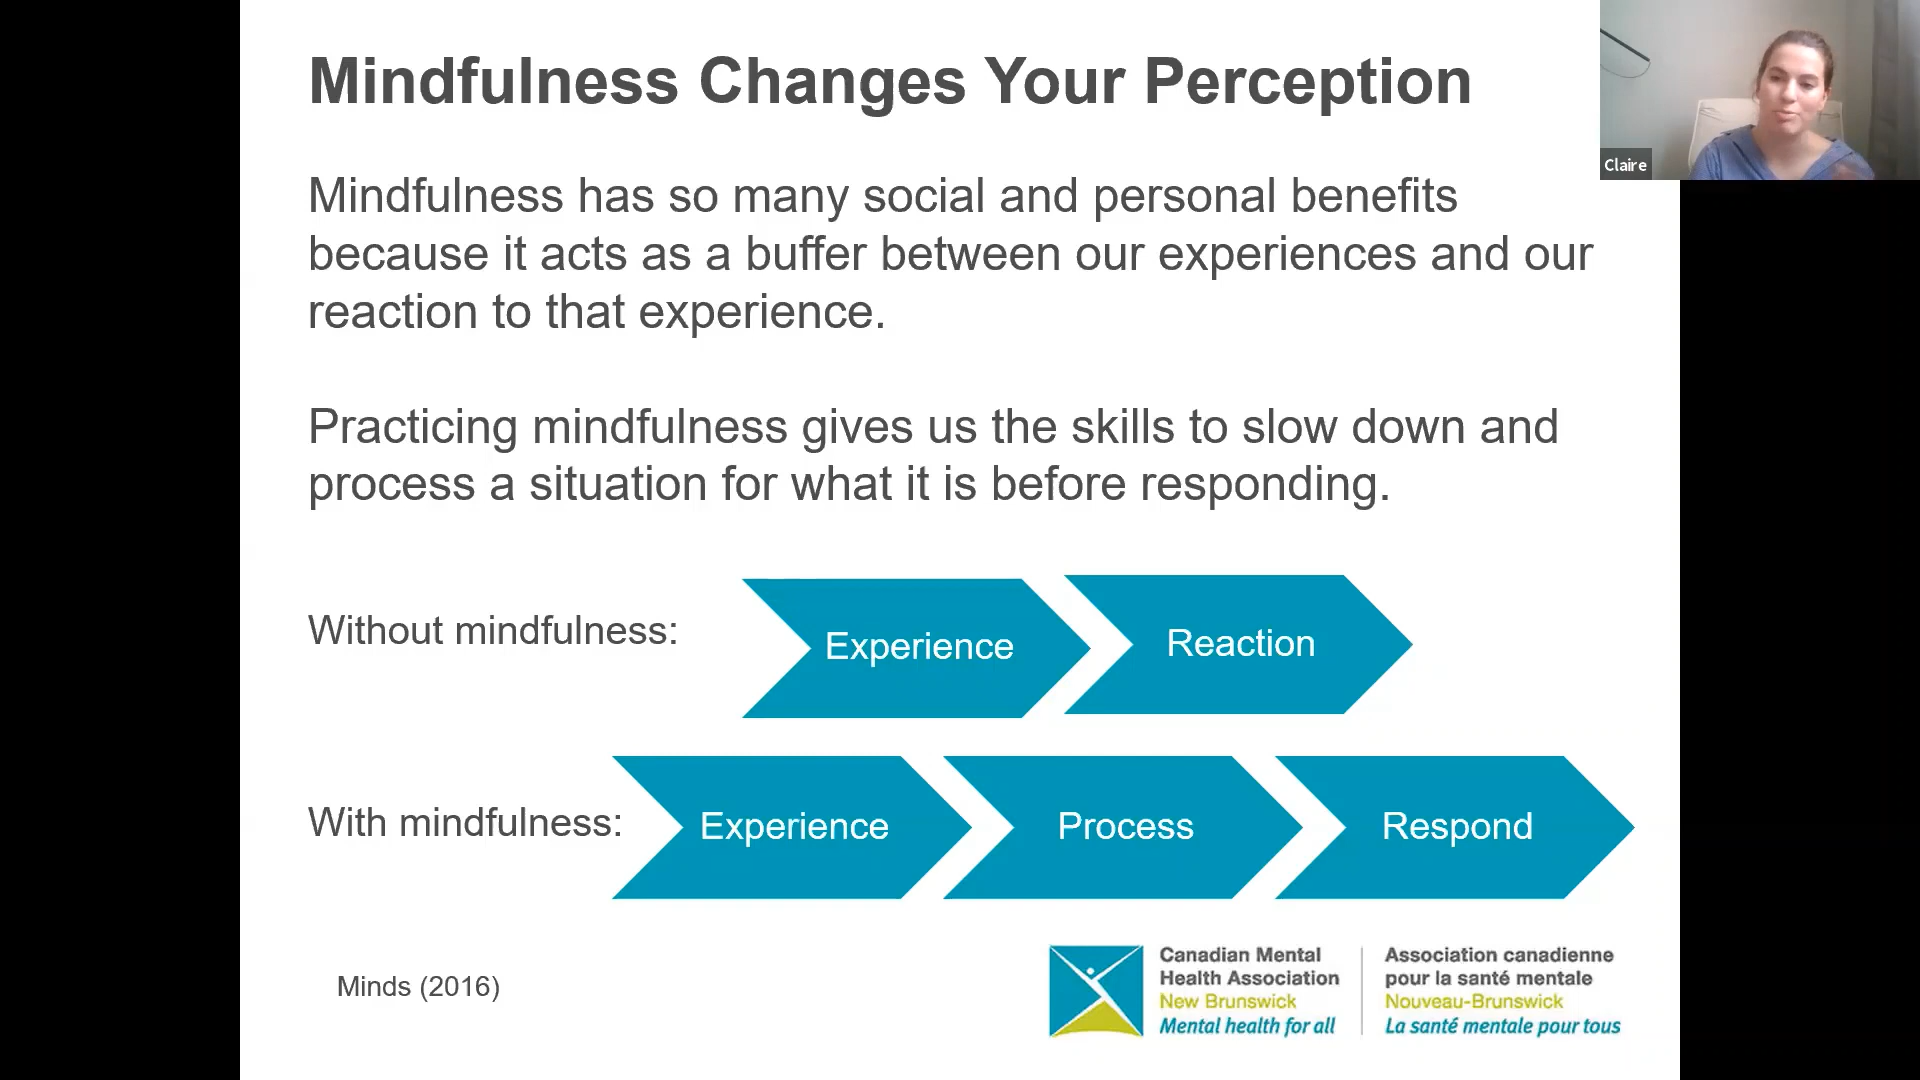 Mindfulness Changes Your Perception
Claire
Mindfulness has so many social and personal benefits
because it acts as a buffer between our experiences and our
reaction to that experience.
Practicing mindfulness gives us the skills to slow down and
process a situation for what it is before responding.
Without mindfulness:
Experience
Reaction
With mindfulness:
Experience
Process
Respond
Minds (2016)
Canadian Mental
Health Association
New Brunswick
Mental health for all
Association canadienne
pour la santé mentale
Nouveau-Brunswick
La santé mentale pour tous